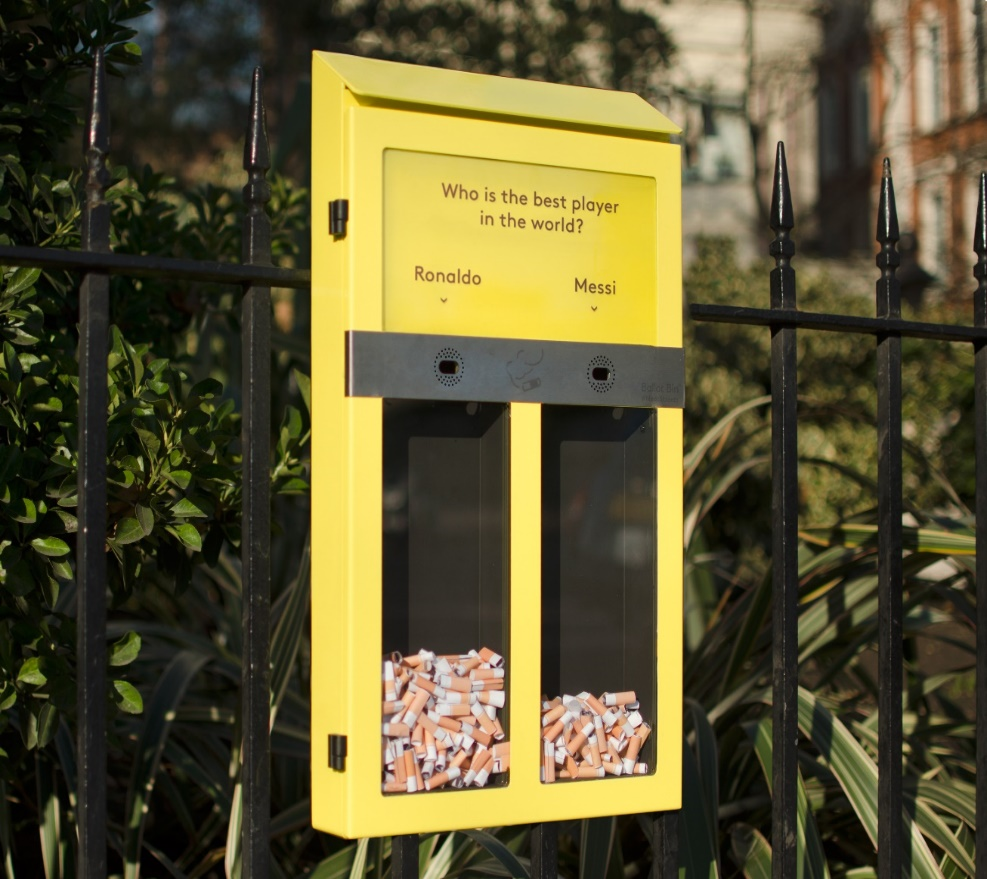 Who is the best player
in the world?
Ronaldo
Messi